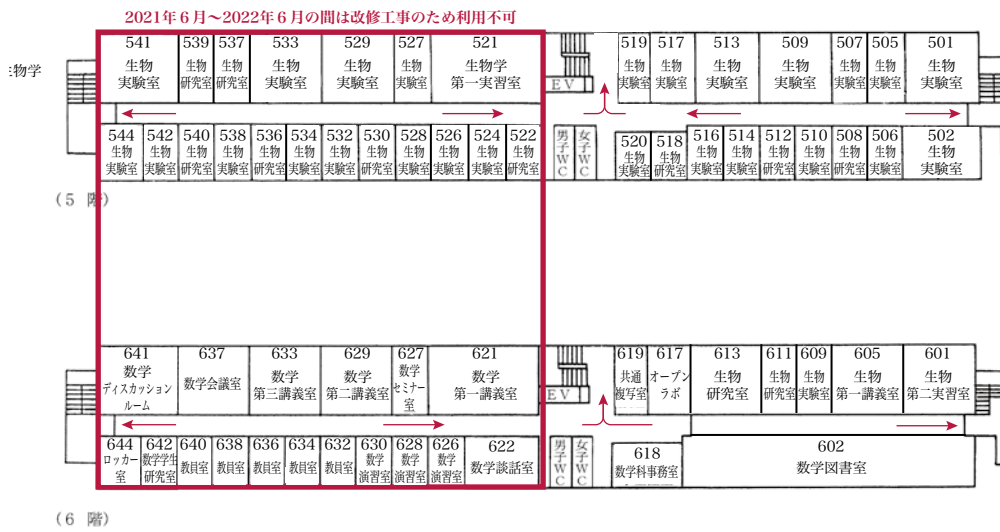 2021年6月~2022年6月の間は改修工事のため利用不可
生物学
541 生物 実験室
539 生物 研究室
537 生物 研究室
533 生物 実験室
529 生物 実験室
527 生物 実験室
521 生物学 第一実習室
EV
519 生物 実験室
517 生物 実験室
513 生物 実験室
509 生物 実験室
507 生物 実験室
505 生物 実験室
501 生物 実験室
544 生物 実験室
542 生物 実験室
540 生物 研究室
538 生物 実験室
536 生物 研究室
534 生物 実験室
532 生物 実験室
530 生物 研究室
528 生物 実験室
526 生物 実験室
524 生物 実験室
522 生物 研究室
男子WC
女子WC
520 生物 実験室
518 生物 研究室
516 生物 実験室
514 生物 実験室
512 生物 研究室
510 生物 実験室
508 生物 研究室
506 生物 実験室
502 生物 実験室
(5 階)
641 数学 ディスカッション ルーム
637 数学会議室
633 数学 第三講義室
629 数学 第二講義室
627 数学 セミナー 室
621 数学 第一講義室
EV
619 共通 複写室
617 オープン ラボ
613 生物 研究室
611 生物 研究室
609 生物 実験室
605 生物 第一講義室
601 生物 第二実習室
644 ロッカー 室
642 数学学生 研究室
640 教員室
638 教員室
636 教員室
634 教員室
632 教員室
630 数学 演習室
628 数学 演習室
626 数学 演習室
622 数学談話室
男子WC
女子WC
618 数学科事務室
602 数学図書室
(6 階)